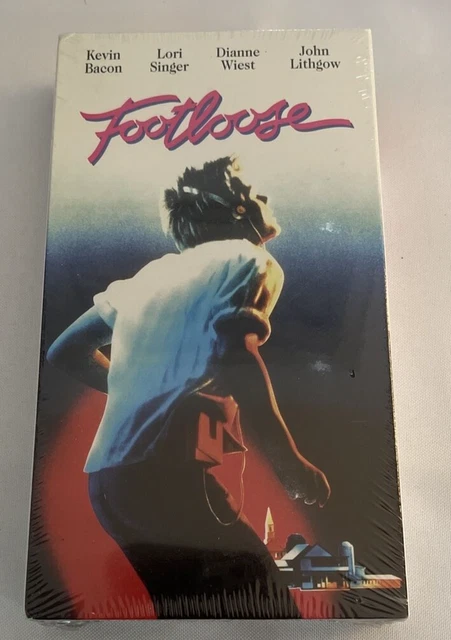 Kevin Bacon
Lori Singer
Dianne Wiest
John Lithgow
Footloose